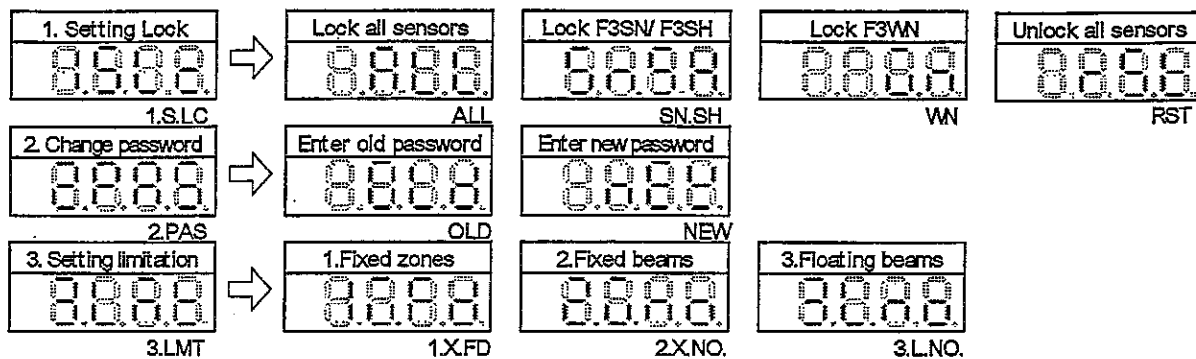 1. Setting Lock
Lock all sensors
Lock F3SN/ F3SH
Lock F3WN
Unlock all sensors
1.S.LC
ALL
SN.SH
WN
RST
2. Change password
Enter old password
Enter new password
2.PAS
OLD
NEW
3. Setting limitation
1.Fixed zones
2.Fixed beams
3.Floating beams
3.LMT
1.X.FD
2.X.NO.
3.L.NO.